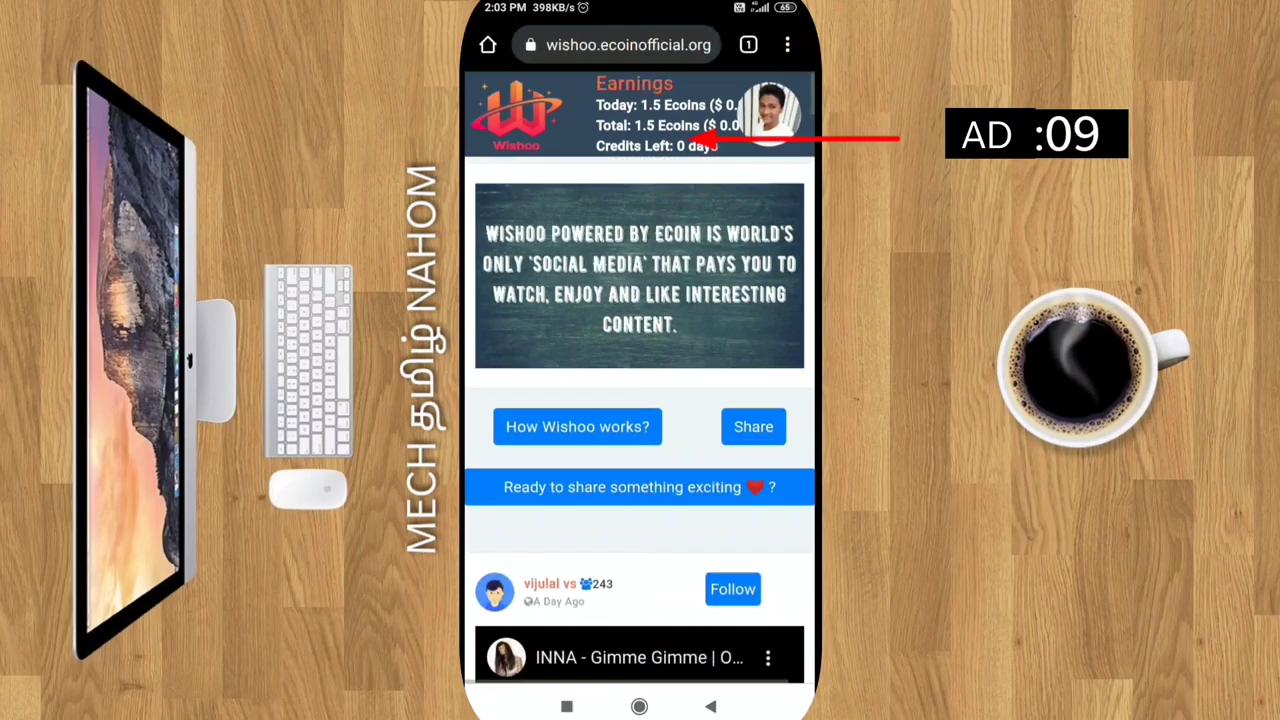 2:03 PM 398KB/s
65
wishoo.ecoinofficial.org
1
Earnings
Today: 1.5 Ecoins ($ 0.
Total: 1.5 Ecoins ($ 0.0
Credits Left: 0 days
Wishoo
AD :09
MECH தமிழ் NAHOM
WISHOO POWERED BY ECOIN IS WORLD'S
ONLY 'SOCIAL MEDIA' THAT PAYS YOU TO
WATCH, ENJOY AND LIKE INTERESTING
CONTENT.
How Wishoo works?
Share
Ready to share something exciting ❤️ ?
vijulal vs 243
A Day Ago
Follow
INNA - Gimme Gimme | O...